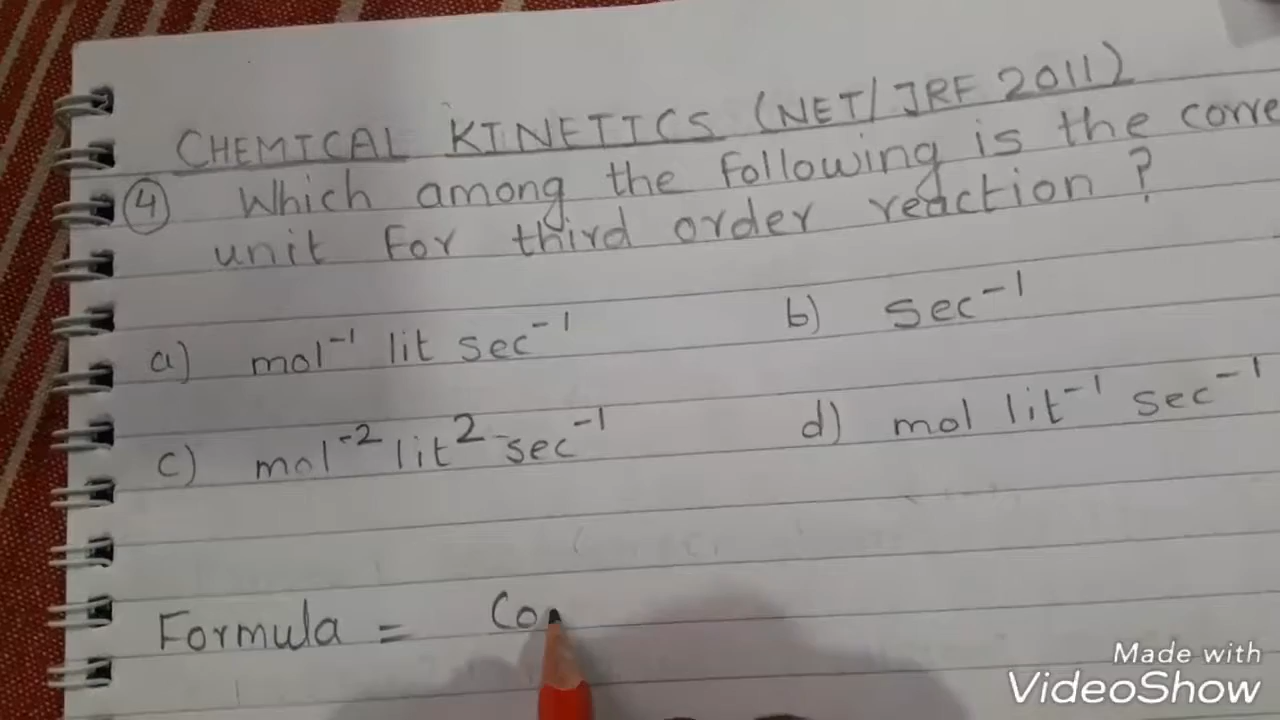 CHEMICAL KINETICS (NET/JRF 2011)
④ Which among the following is the corre
unit for third order reaction ?
a) mol⁻¹ lit sec⁻¹ b) sec⁻¹
c) mol⁻² lit² sec⁻¹ d) mol lit⁻¹ sec⁻¹
Formula = (co
Made with
VideoShow